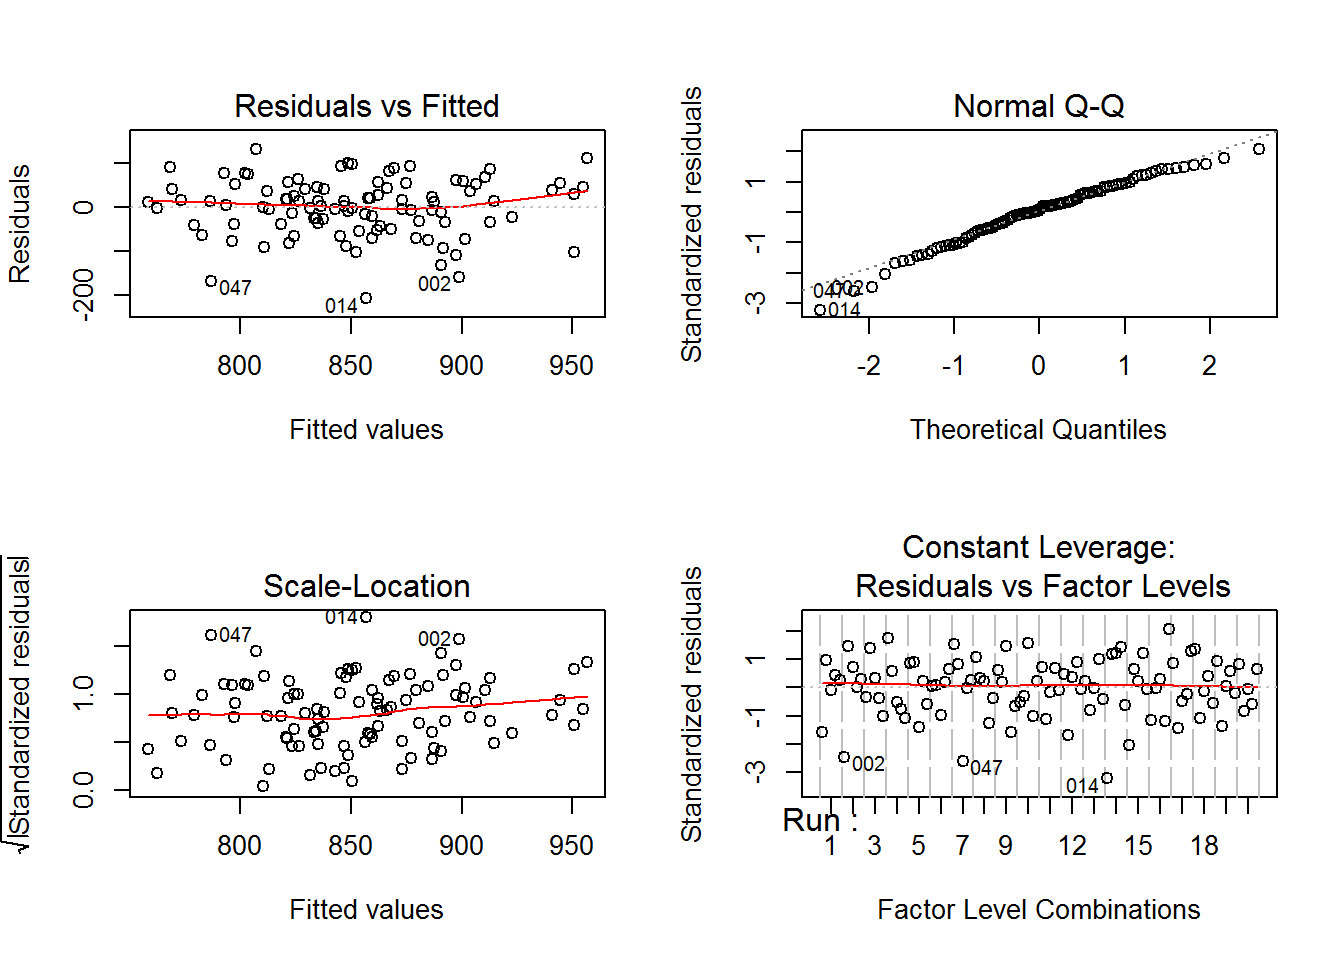 Residuals vs Fitted
Residuals
0
-200
047
014
002
800 850 900 950
Fitted values
Normal Q-Q
Standardized residuals
1
-1
-3
047
002
014
-2 -1 0 1 2
Theoretical Quantiles
Scale-Location
√|Standardized residuals|
1.0
0.0
047
014
002
800 850 900 950
Fitted values
Constant Leverage:
Residuals vs Factor Levels
Standardized residuals
1
-1
-3
002
047
014
Run :
1 3 5 7 9 12 15 18
Factor Level Combinations